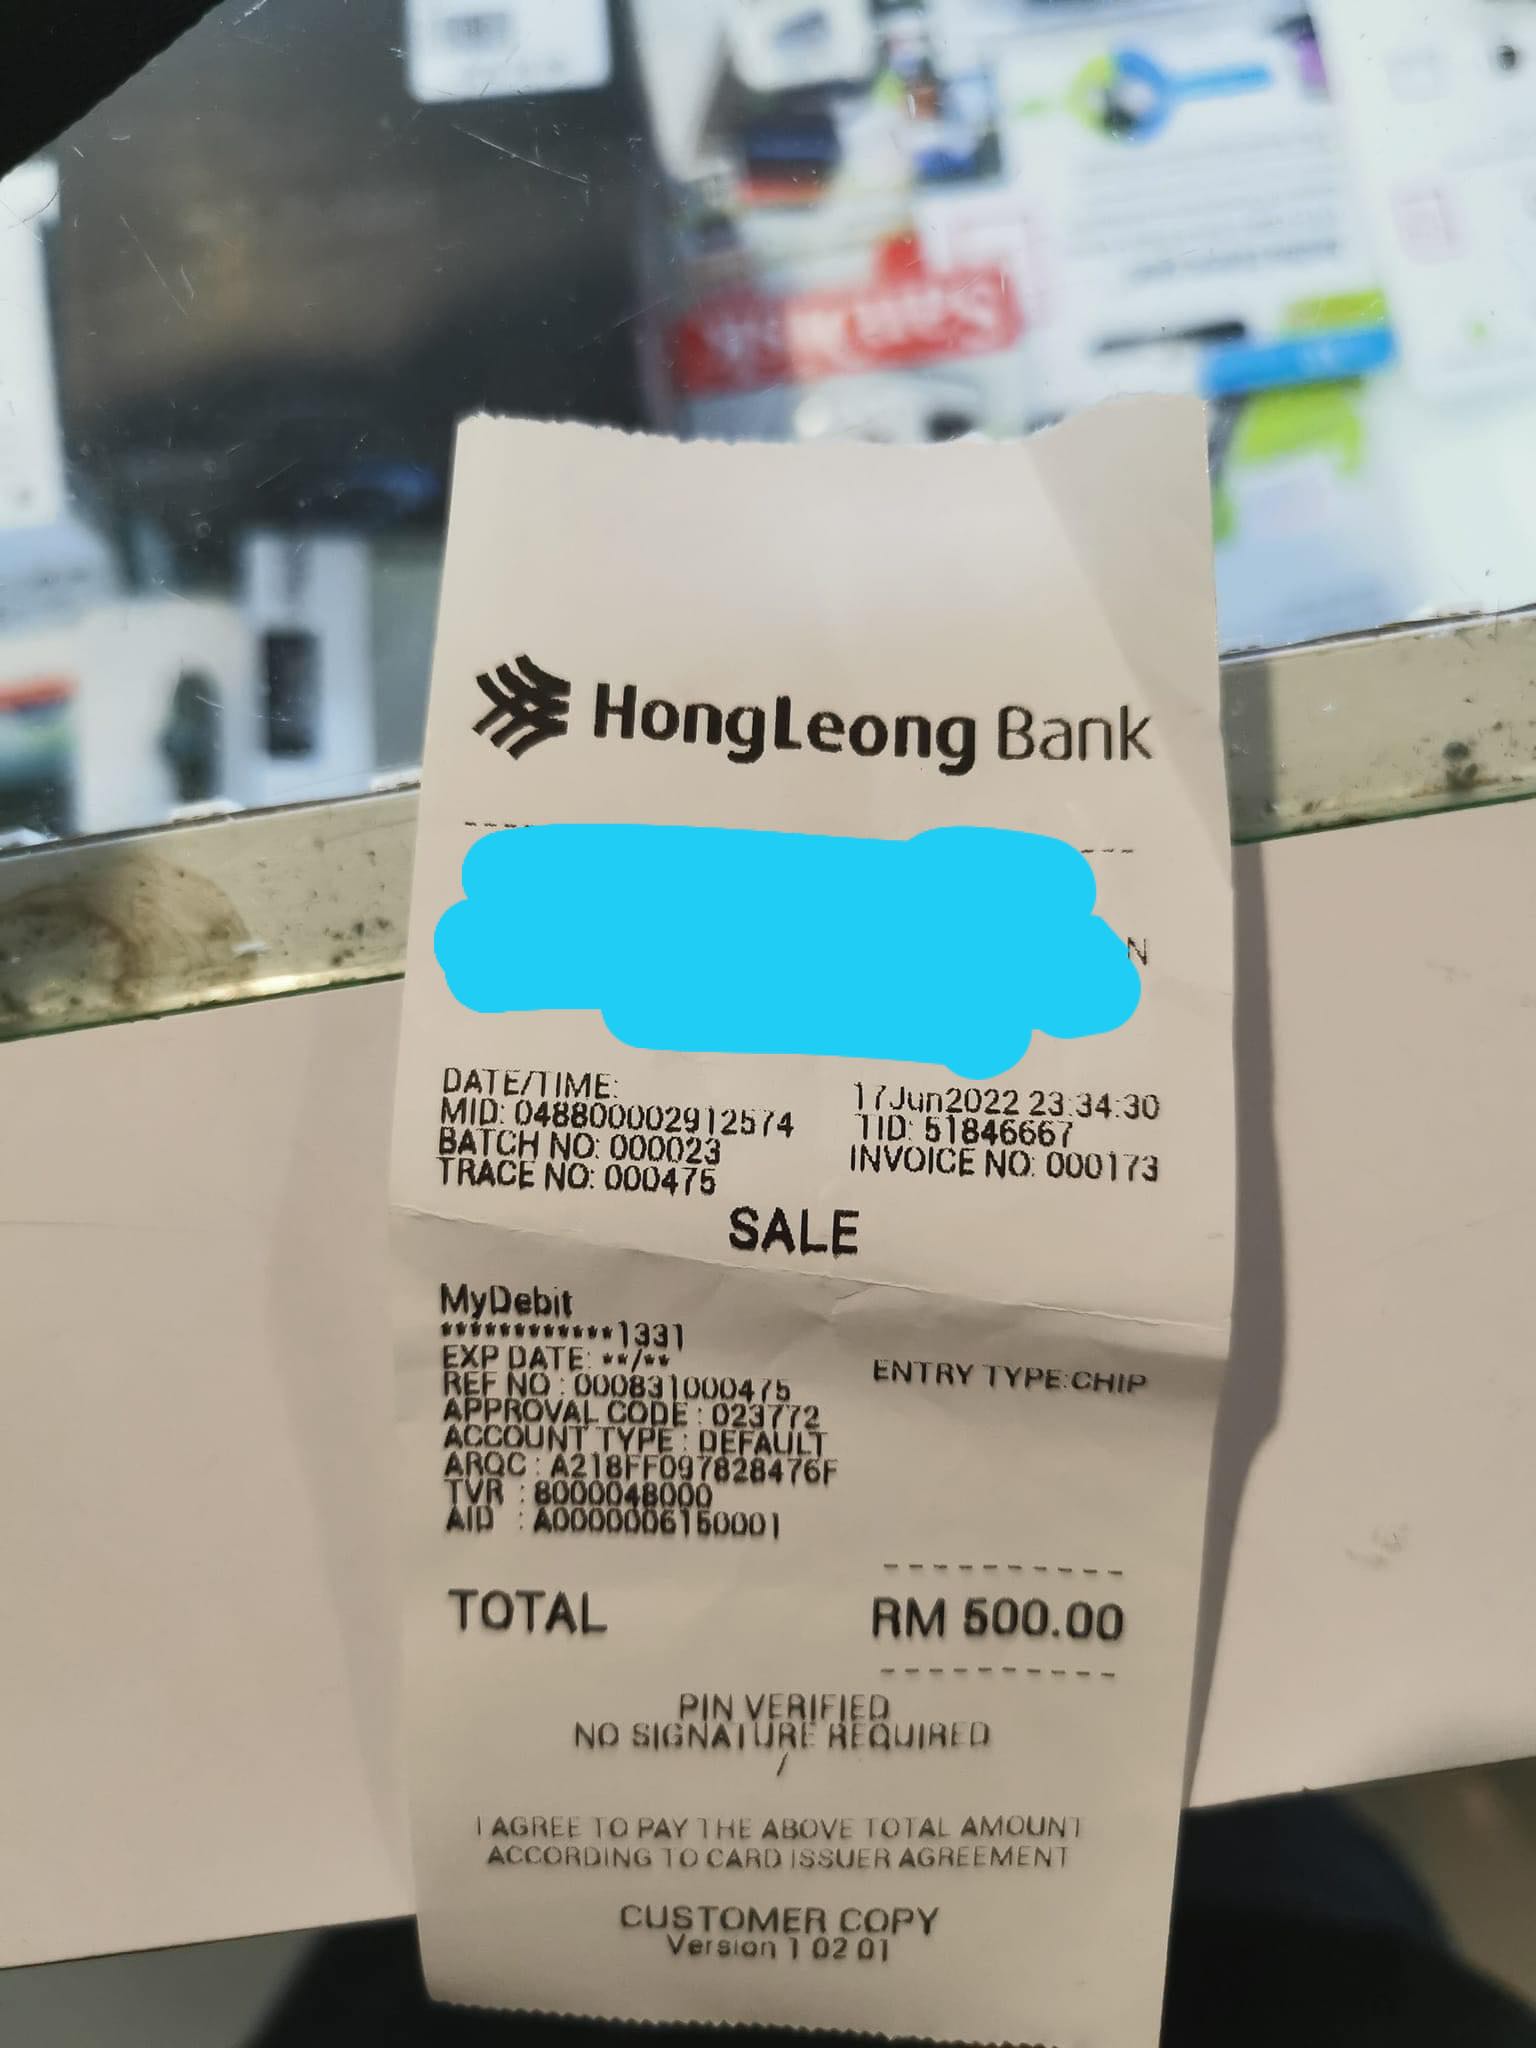 SanDisk
HongLeong Bank
N
DATE/TIME: 17Jun2022 23:34:30
MID: 048800002912574 TID: 51846667
BATCH NO: 000023 INVOICE NO: 000173
TRACE NO: 000475
SALE
MyDebit
************1331
EXP DATE: **/** ENTRY TYPE:CHIP
REF NO : 000831000475
APPROVAL CODE : 023772
ACCOUNT TYPE : DEFAULT
ARQC : A218FF097828476F
TVR : 8000048000
AID : A0000006150001
TOTAL RM 500.00
PIN VERIFIED
NO SIGNATURE REQUIRED
/
I AGREE TO PAY THE ABOVE TOTAL AMOUNT
ACCORDING TO CARD ISSUER AGREEMENT
CUSTOMER COPY
Version 1 02 01